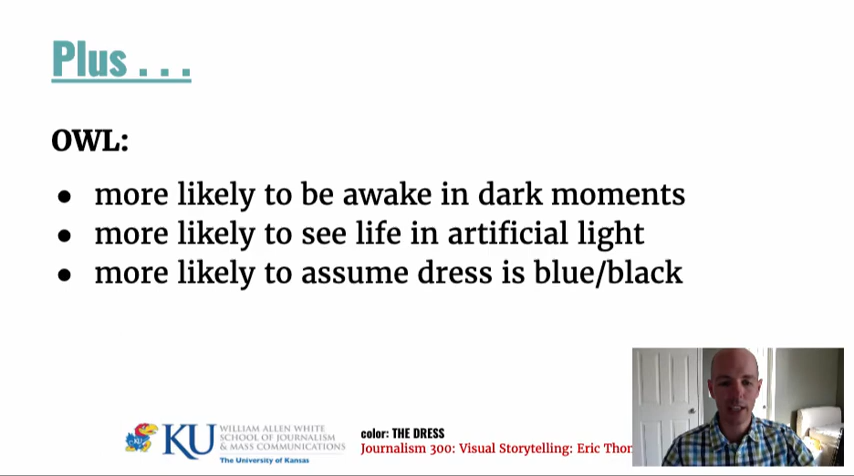 Plus . . .
OWL:
● more likely to be awake in dark moments
● more likely to see life in artificial light
● more likely to assume dress is blue/black
KU
WILLIAM ALLEN WHITE
SCHOOL OF JOURNALISM
& MASS COMMUNICATIONS
The University of Kansas
color: THE DRESS
Journalism 300: Visual Storytelling: Eric